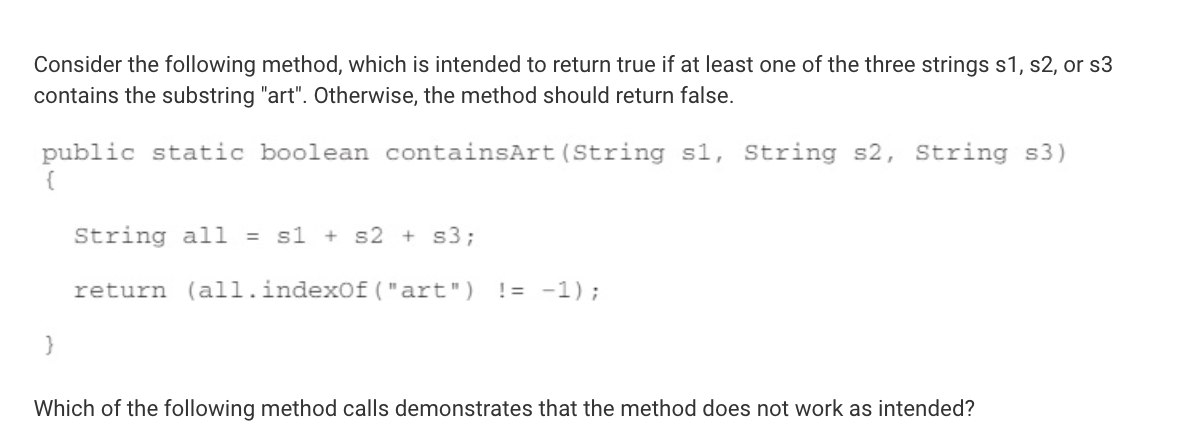 Consider the following method, which is intended to return true if at least one of the three strings s1, s2, or s3
contains the substring "art". Otherwise, the method should return false.
public static boolean containsArt(String s1, String s2, String s3)
{
String all = s1 + s2 + s3;
return (all.indexOf("art") != -1);
}
Which of the following method calls demonstrates that the method does not work as intended?